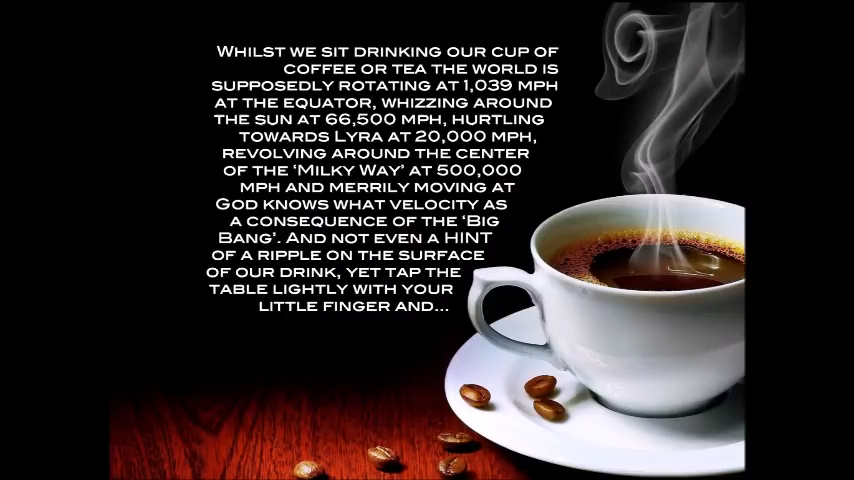 Whilst we sit drinking our cup of
coffee or tea the world is
supposedly rotating at 1,039 mph
at the equator, whizzing around
the sun at 66,500 mph, hurtling
towards Lyra at 20,000 mph,
revolving around the center
of the ‘Milky Way’ at 500,000
mph and merrily moving at
God knows what velocity as
a consequence of the ‘Big
Bang’. And not even a HINT
of a ripple on the surface
of our drink, yet tap the
table lightly with your
little finger and...